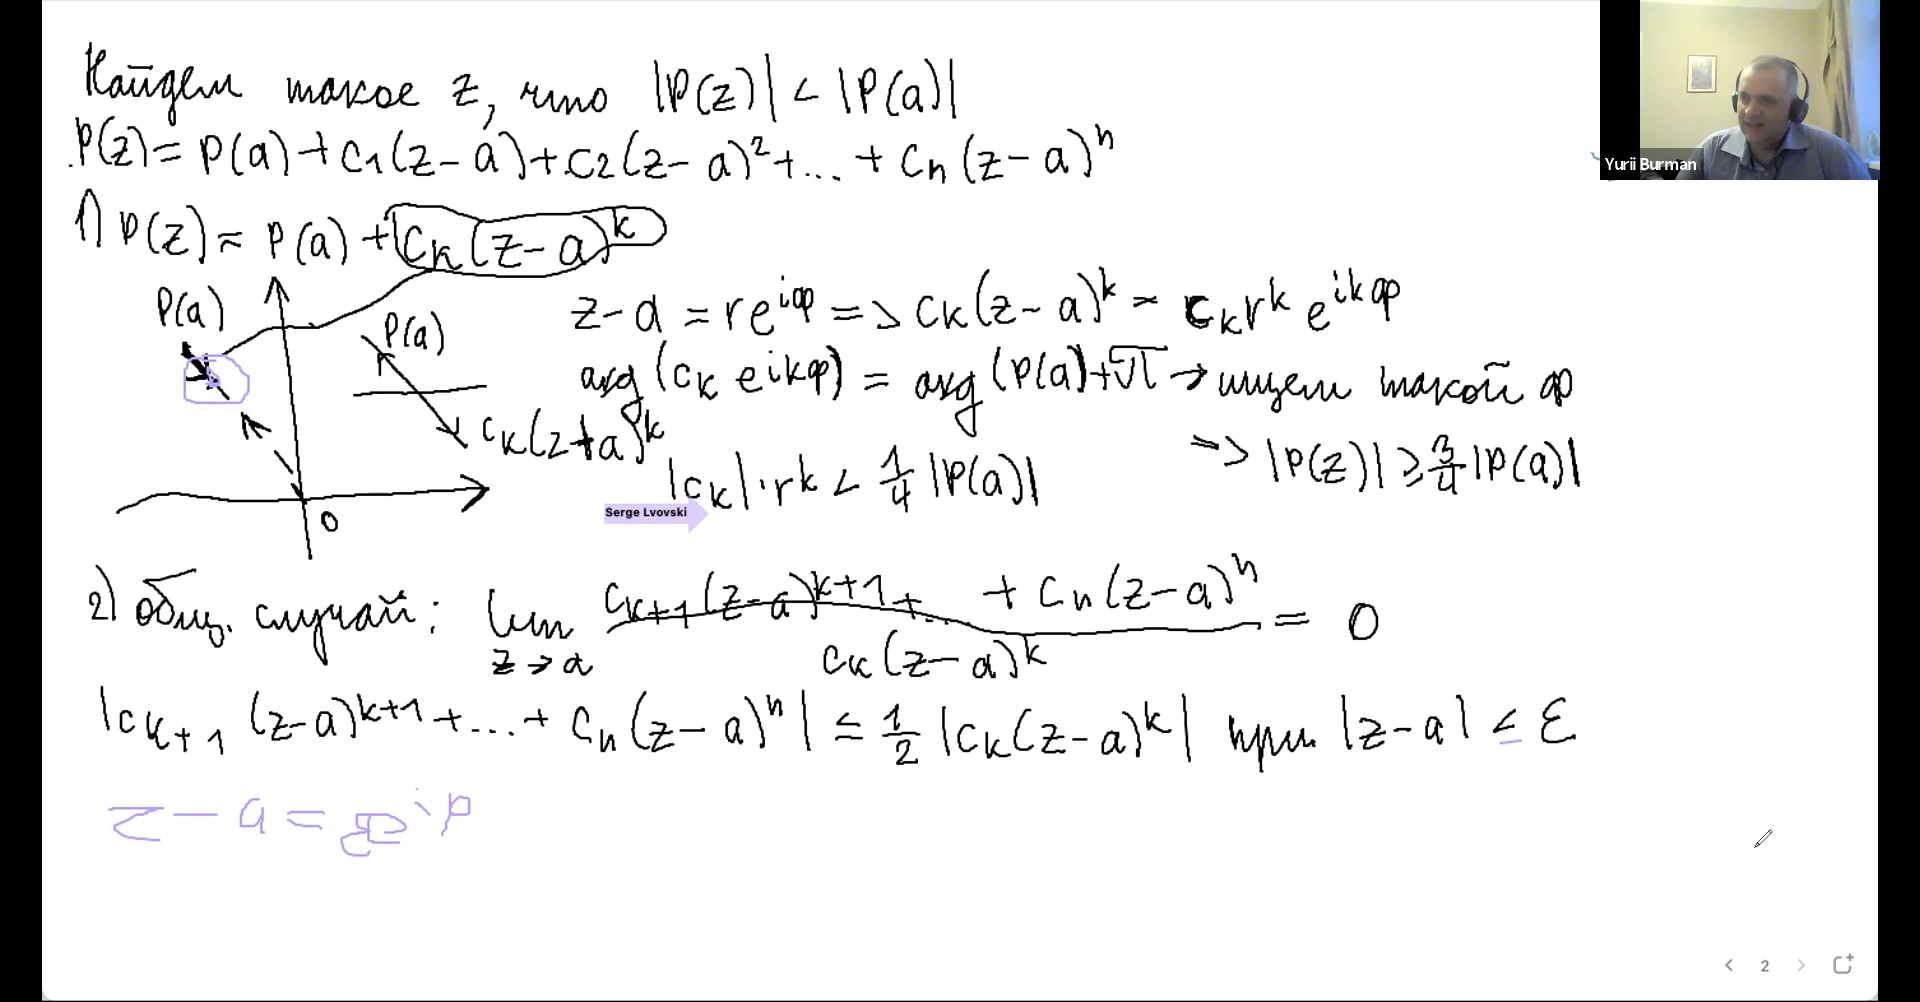 Найдем такое z, что |P(z)| < |P(a)|
P(z)= P(a)+c₁(z-a)+c₂(z-a)²+... + cₙ(z-a)ⁿ
Yurii Burman
1) P(z)≈ P(a)+cₖ(z-a)ᵏ
P(a)
P(a)
cₖ(z+a)ᵏ
0
z-a = re^{iφ} => cₖ(z-a)ᵏ = cₖrᵏ e^{ikφ}
arg(cₖ e^{ikφ}) = arg(P(a)+π → ищем такой φ
|cₖ|·rᵏ < 1/4 |P(a)|
=> |P(z)| ≥ 3/4 |P(a)|
Serge Lvovski
2) общ. случай: lim_{z→a} (cₖ₊₁(z-a)ᵏ⁺¹+... + cₙ(z-a)ⁿ)/(cₖ(z-a)ᵏ) = 0
|cₖ₊₁ (z-a)ᵏ⁺¹+...+ cₙ(z-a)ⁿ| ≤ 1/2 |cₖ(z-a)ᵏ| при |z-a| ≤ ε
z-a=
2